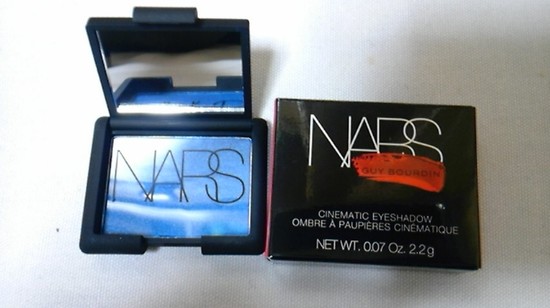 NARS
NARS
GUY BOURDIN
CINEMATIC EYESHADOW
OMBRE À PAUPIÈRES CINÉMATIQUE
NET WT. 0.07 Oz. 2.2g